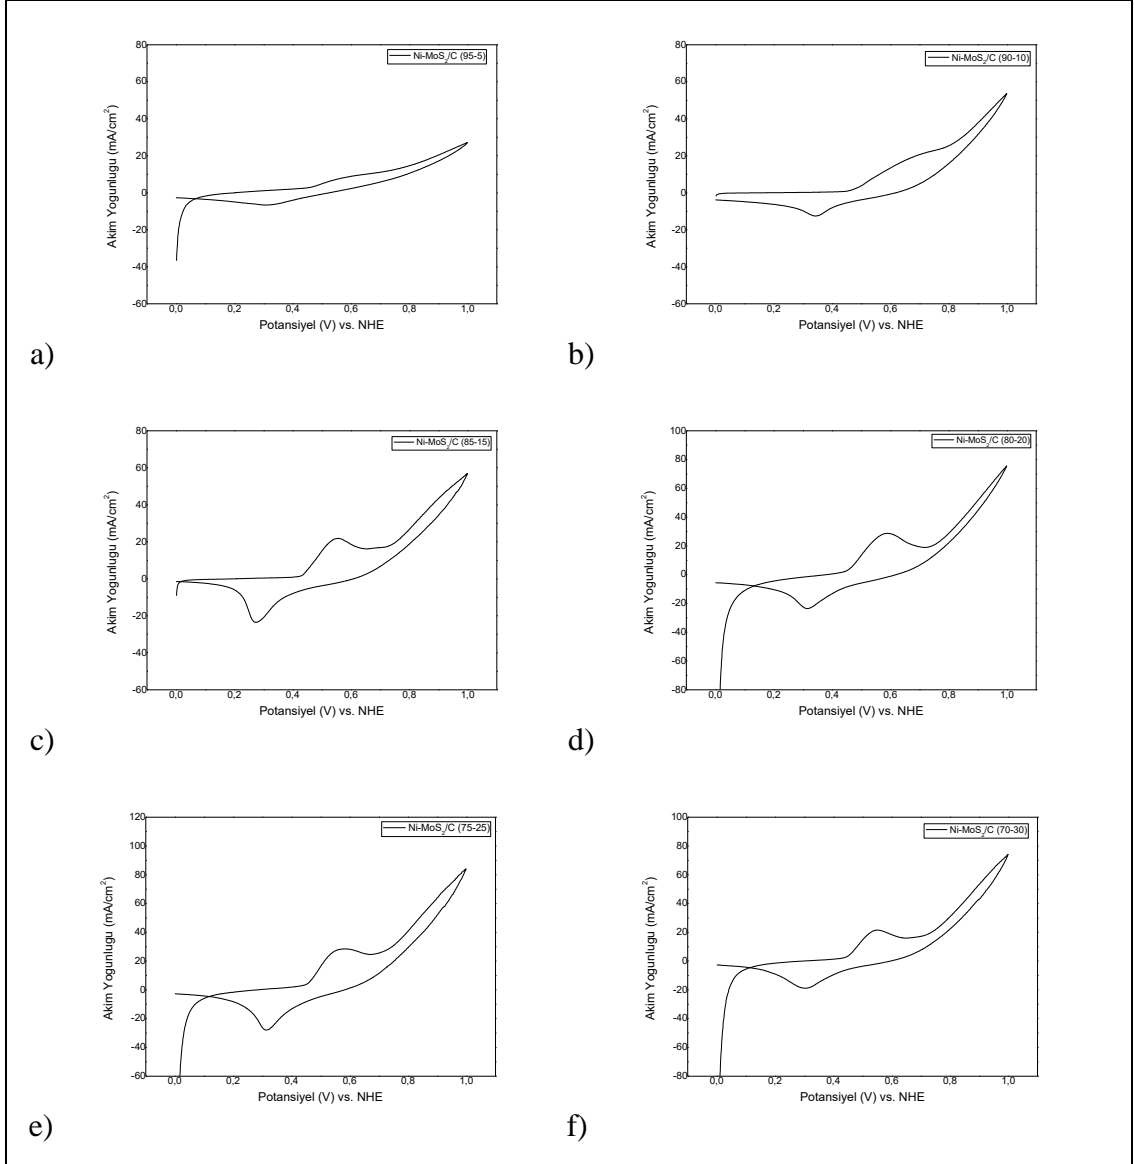 80
60
40
20
0
-20
-40
-60
0,0 0,2 0,4 0,6 0,8 1,0
Akim Yogunlugu (mA/cm²)
Potansiyel (V) vs. NHE
Ni-MoS₂/C (95-5)
a)
80
60
40
20
0
-20
-40
-60
0,0 0,2 0,4 0,6 0,8 1,0
Akim Yogunlugu (mA/cm²)
Potansiyel (V) vs. NHE
Ni-MoS₂/C (90-10)
b)
80
60
40
20
0
-20
-40
-60
0,0 0,2 0,4 0,6 0,8 1,0
Akim Yogunlugu (mA/cm²)
Potansiyel (V) vs. NHE
Ni-MoS₂/C (85-15)
c)
100
80
60
40
20
0
-20
-40
-60
-80
0,0 0,2 0,4 0,6 0,8 1,0
Akim Yogunlugu (mA/cm²)
Potansiyel (V) vs. NHE
Ni-MoS₂/C (80-20)
d)
120
100
80
60
40
20
0
-20
-40
-60
0,0 0,2 0,4 0,6 0,8 1,0
Akim Yogunlugu (mA/cm²)
Potansiyel (V) vs. NHE
Ni-MoS₂/C (75-25)
e)
100
80
60
40
20
0
-20
-40
-60
-80
0,0 0,2 0,4 0,6 0,8 1,0
Akim Yogunlugu (mA/cm²)
Potansiyel (V) vs. NHE
Ni-MoS₂/C (70-30)
f)